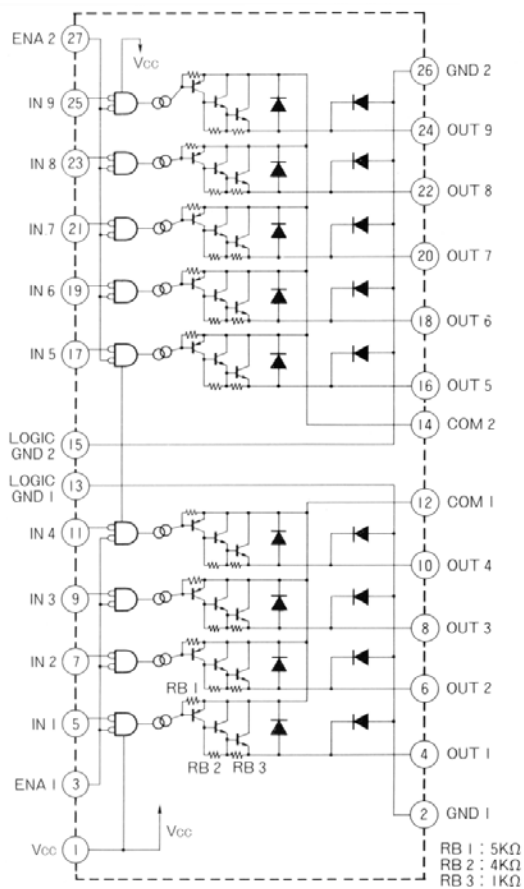 ENA 2
27
VCC
26
GND 2
IN 9
25
24
OUT 9
IN 8
23
22
OUT 8
IN 7
21
20
OUT 7
IN 6
19
18
OUT 6
IN 5
17
16
OUT 5
14
COM 2
LOGIC
GND 2
15
LOGIC
GND 1
13
12
COM 1
IN 4
11
10
OUT 4
IN 3
9
8
OUT 3
IN 2
7
6
OUT 2
RB 1
IN 1
5
4
OUT 1
RB 2
RB 3
ENA 1
3
2
GND 1
VCC
VCC
1
RB 1 : 5KΩ
RB 2 : 4KΩ
RB 3 : 1KΩ